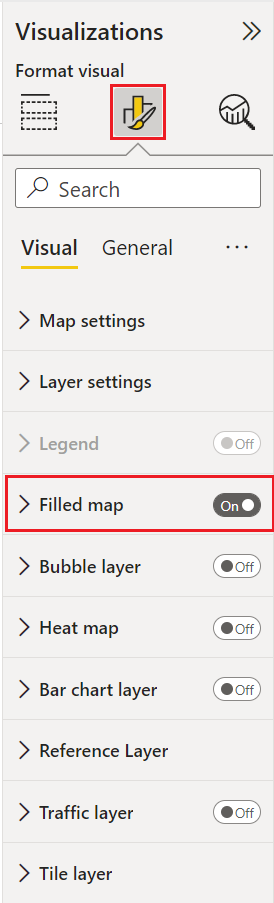 Visualizations
Format visual
Search
Visual General ...
Map settings
Layer settings
Legend Off
Filled map On
Bubble layer Off
Heat map Off
Bar chart layer Off
Reference Layer
Traffic layer Off
Tile layer